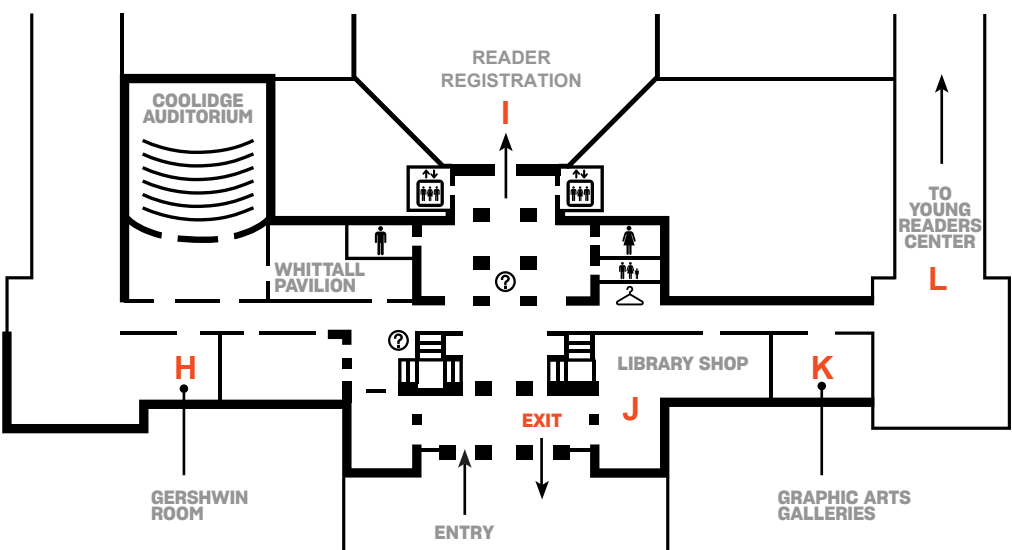 READER
REGISTRATION
I
COOLIDGE
AUDITORIUM
TO
YOUNG
READERS
CENTER
L
WHITTALL
PAVILION
?
?
H
LIBRARY SHOP
K
J
EXIT
GERSHWIN
ROOM
ENTRY
GRAPHIC ARTS
GALLERIES